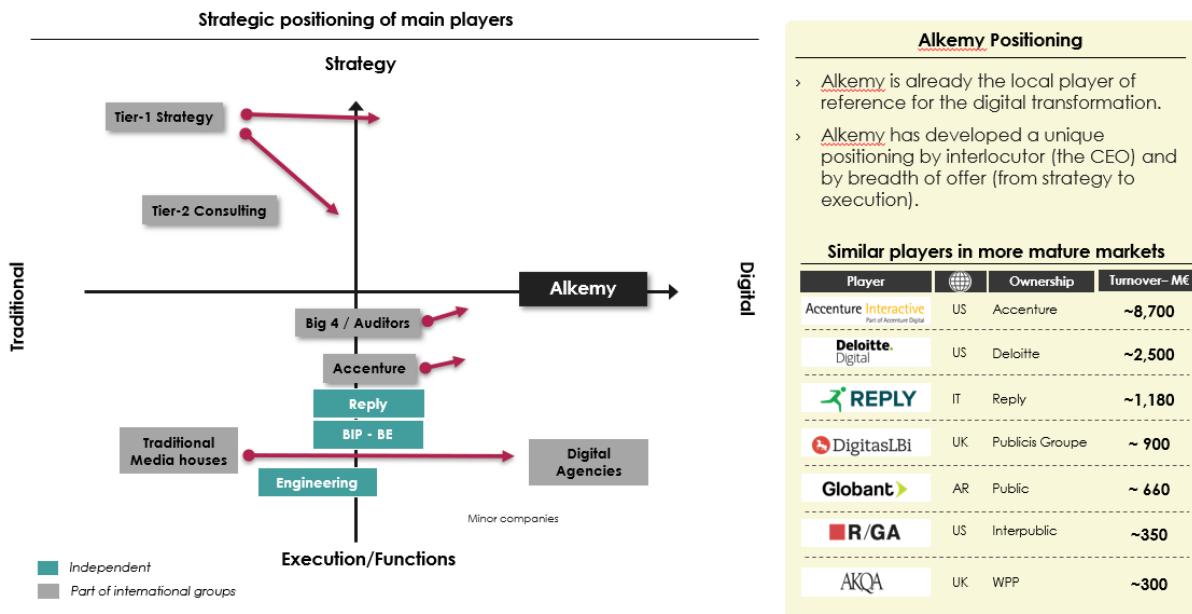 Strategic positioning of main players
Strategy
Tier-1 Strategy
Tier-2 Consulting
Traditional
Digital
Alkemy
Big 4 / Auditors
Accenture
Reply
BIP - BE
Traditional
Media houses
Digital
Agencies
Engineering
Minor companies
Execution/Functions
Independent
Part of international groups
Alkemy Positioning
› Alkemy is already the local player of
reference for the digital transformation.
› Alkemy has developed a unique
positioning by interlocutor (the CEO) and
by breadth of offer (from strategy to
execution).
Similar players in more mature markets
Player Ownership Turnover– M€
Accenture Interactive US Accenture ~8,700
Part of Accenture Digital
Deloitte. US Deloitte ~2,500
Digital
REPLY IT Reply ~1,180
DigitasLBi UK Publicis Groupe ~ 900
Globant AR Public ~ 660
R/GA US Interpublic ~350
AKQA UK WPP ~300